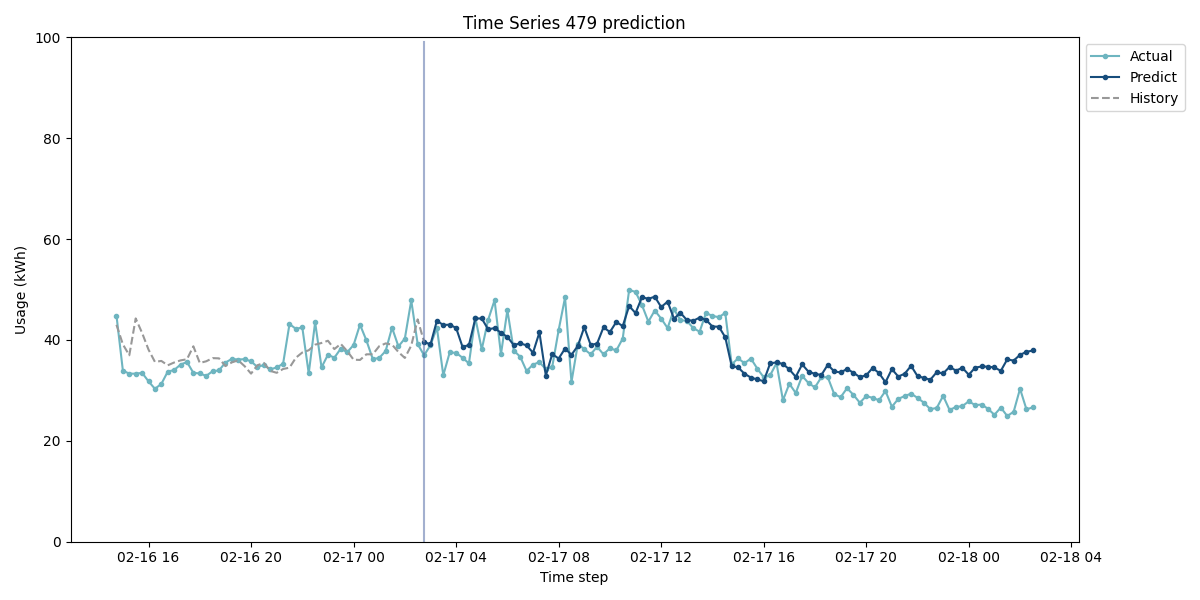 Time Series 479 prediction
100
80
60
40
20
0
Usage (kWh)
02-16 16
02-16 20
02-17 00
02-17 04
02-17 08
02-17 12
02-17 16
02-17 20
02-18 00
02-18 04
Time step
Actual
Predict
History